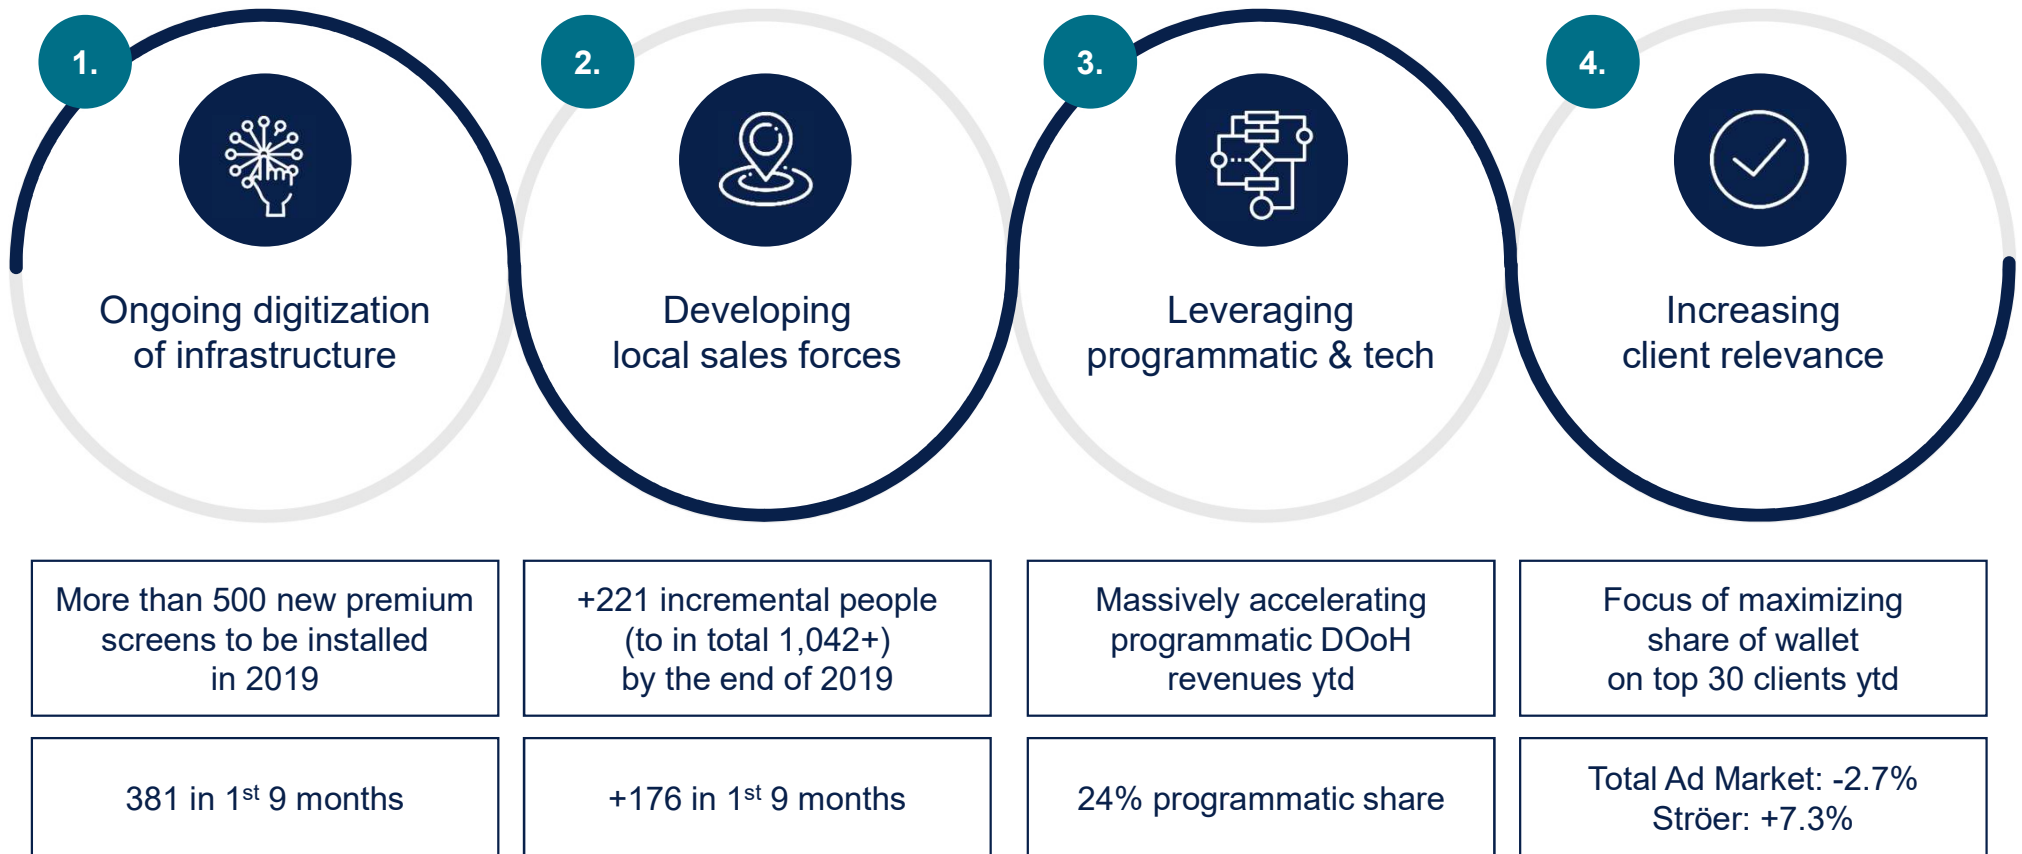 1.
Ongoing digitization
of infrastructure
More than 500 new premium
screens to be installed
in 2019
381 in 1st 9 months
2.
Developing
local sales forces
+221 incremental people
(to in total 1,042+)
by the end of 2019
+176 in 1st 9 months
3.
Leveraging
programmatic & tech
Massively accelerating
programmatic DOoH
revenues ytd
24% programmatic share
4.
Increasing
client relevance
Focus of maximizing
share of wallet
on top 30 clients ytd
Total Ad Market: -2.7%
Ströer: +7.3%